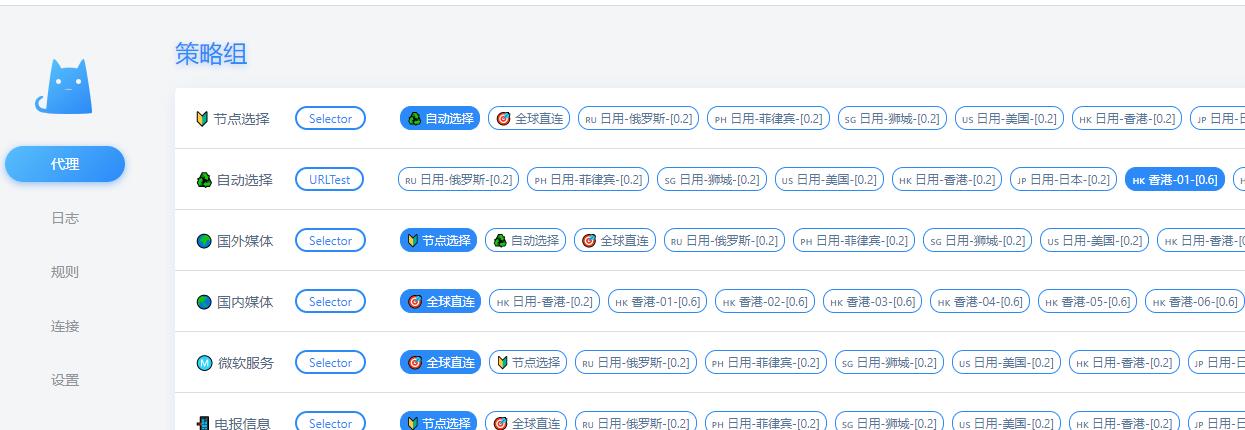 策略组
节点选择 Selector 自动选择 全球直连 RU 日用-俄罗斯-[0.2] PH 日用-菲律宾-[0.2] SG 日用-狮城-[0.2] US 日用-美国-[0.2] HK 日用-香港-[0.2] JP 日用-日
代理
自动选择 URLTest RU 日用-俄罗斯-[0.2] PH 日用-菲律宾-[0.2] SG 日用-狮城-[0.2] US 日用-美国-[0.2] HK 日用-香港-[0.2] JP 日用-日本-[0.2] HK 香港-01-[0.6]
日志
国外媒体 Selector 节点选择 自动选择 全球直连 RU 日用-俄罗斯-[0.2] PH 日用-菲律宾-[0.2] SG 日用-狮城-[0.2] US 日用-美国-[0.2] HK 日用-香港-[0
规则
国内媒体 Selector 全球直连 HK 日用-香港-[0.2] HK 香港-01-[0.6] HK 香港-02-[0.6] HK 香港-03-[0.6] HK 香港-04-[0.6] HK 香港-05-[0.6] HK 香港-06-[0.6]
连接
微软服务 Selector 全球直连 节点选择 RU 日用-俄罗斯-[0.2] PH 日用-菲律宾-[0.2] SG 日用-狮城-[0.2] US 日用-美国-[0.2] HK 日用-香港-[0.2] JP 日用-日
设置
电报信息 Selector 节点选择 全球直连 RU 日用-俄罗斯-[0.2] PH 日用-菲律宾-[0.2] SG 日用-狮城-[0.2] US 日用-美国-[0.2] HK 日用-香港-[0.2] JP 日用-日